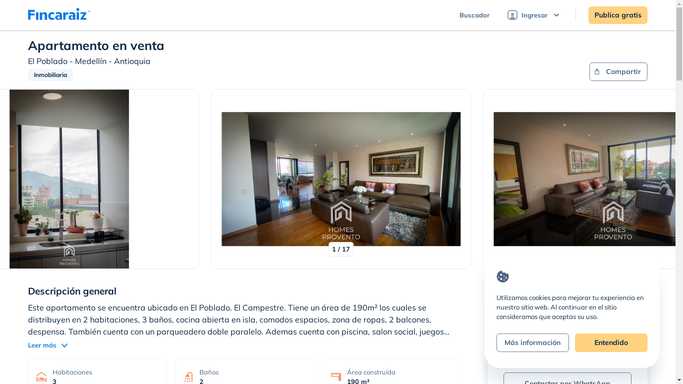 Fincaraiz
Buscador
Ingresar
Publica gratis
Apartamento en venta
El Poblado - Medellín - Antioquia
Inmobiliaria
Compartir
HOMES
PROVENTO
HOMES
PROVENTO
HOMES
PROVENTO
1 / 17
Descripción general
Este apartamento se encuentra ubicado en El Poblado, El Campestre. Tiene un área de 190m² los cuales se
distribuyen en 2 habitaciones, 3 baños, cocina abierta en isla, comodos espacios, zona de ropas, 2 balcones,
despensa. También cuenta con un parqueadero doble paralelo. Ademas cuenta con piscina, salon social, juegos...
Leer más
Utilizamos cookies para mejorar tu experiencia en
nuestro sitio web. Al continuar en el sitio
consideramos que aceptas su uso.
Más información
Entendido
Habitaciones
3
Baños
2
Área construida
190 m²
Contactar por WhatsApp